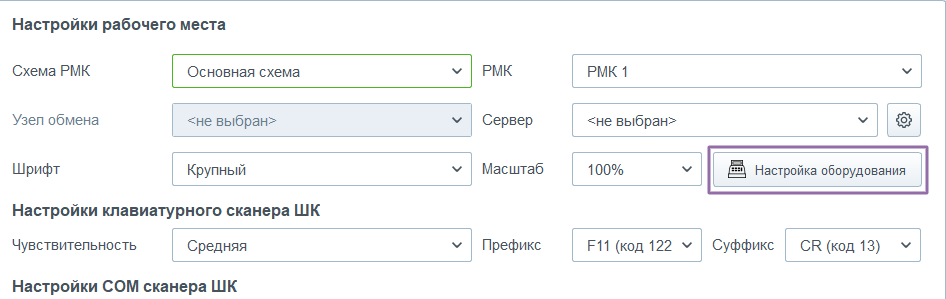 Настройки рабочего места
Схема РМК Основная схема РМК РМК 1
Узел обмена <не выбран> Сервер <не выбран>
Шрифт Крупный Масштаб 100% Настройка оборудования
Настройки клавиатурного сканера ШК
Чувствительность Средняя Префикс F11 (код 122 Суффикс CR (код 13)
Настройки COM сканера ШК